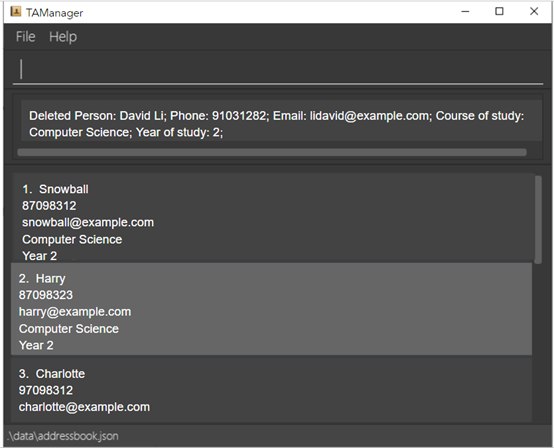 TAManager
File Help
Deleted Person: David Li; Phone: 91031282; Email: lidavid@example.com; Course of study:
Computer Science; Year of study: 2;
1. Snowball
87098312
snowball@example.com
Computer Science
Year 2
2. Harry
87098323
harry@example.com
Computer Science
Year 2
3. Charlotte
97098312
charlotte@example.com
.\data\addressbook.json